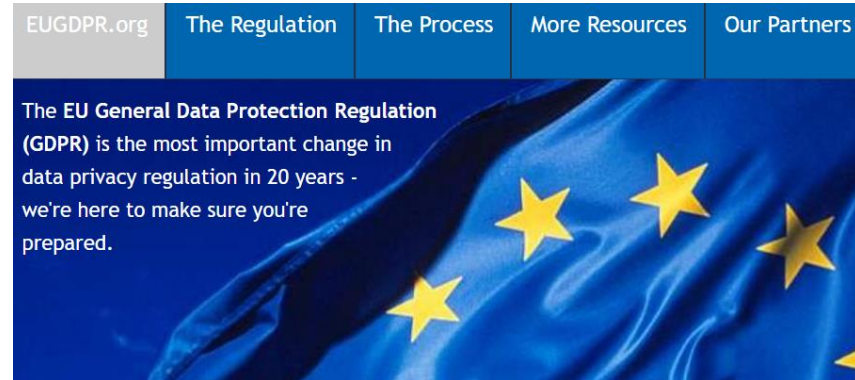 EUGDPR.org The Regulation The Process More Resources Our Partners
The EU General Data Protection Regulation
(GDPR) is the most important change in
data privacy regulation in 20 years -
we're here to make sure you're
prepared.